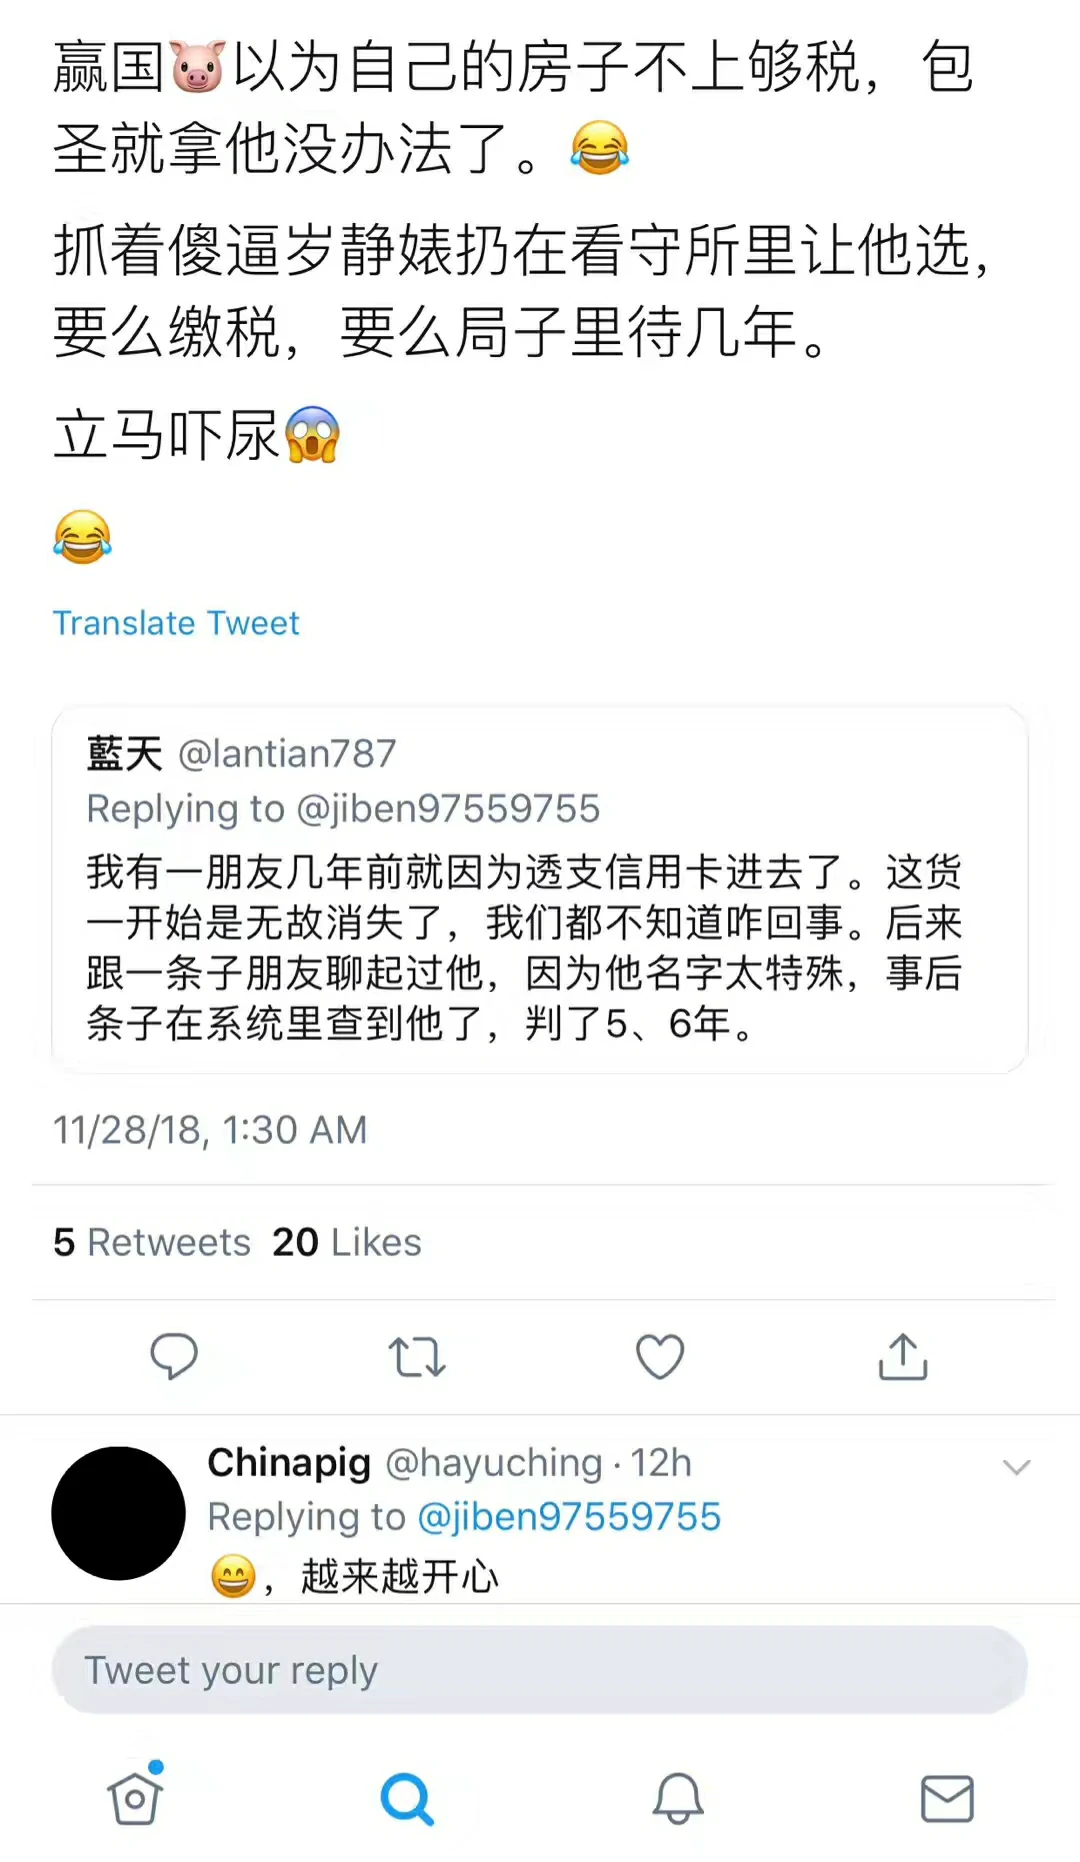 赢国🐷以为自己的房子不上够税，包
圣就拿他没办法了。😂
抓着傻逼岁静婊扔在看守所里让他选，
要么缴税，要么局子里待几年。
立马吓尿😱
😂
Translate Tweet
藍天 @lantian787
Replying to @jiben97559755
我有一朋友几年前就因为透支信用卡进去了。这货
一开始是无故消失了，我们都不知道咋回事。后来
跟一条子朋友聊起过他，因为他名字太特殊，事后
条子在系统里查到他了，判了5、6年。
11/28/18, 1:30 AM
5 Retweets 20 Likes
Chinapig @hayuching · 12h
Replying to @jiben97559755
😄，越来越开心
Tweet your reply